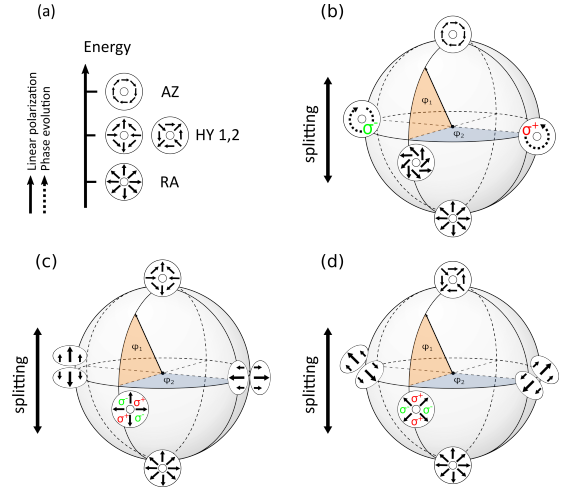 (a)
Energy
Linear polarization
Phase evolution
AZ
HY 1,2
RA
(b)
splitting
φ₁
φ₂
σ
σ⁺
(c)
splitting
φ₁
φ₂
σ σ⁺
σ⁺ σ
(d)
splitting
φ₁
φ₂
σ⁺
σ σ
σ⁺